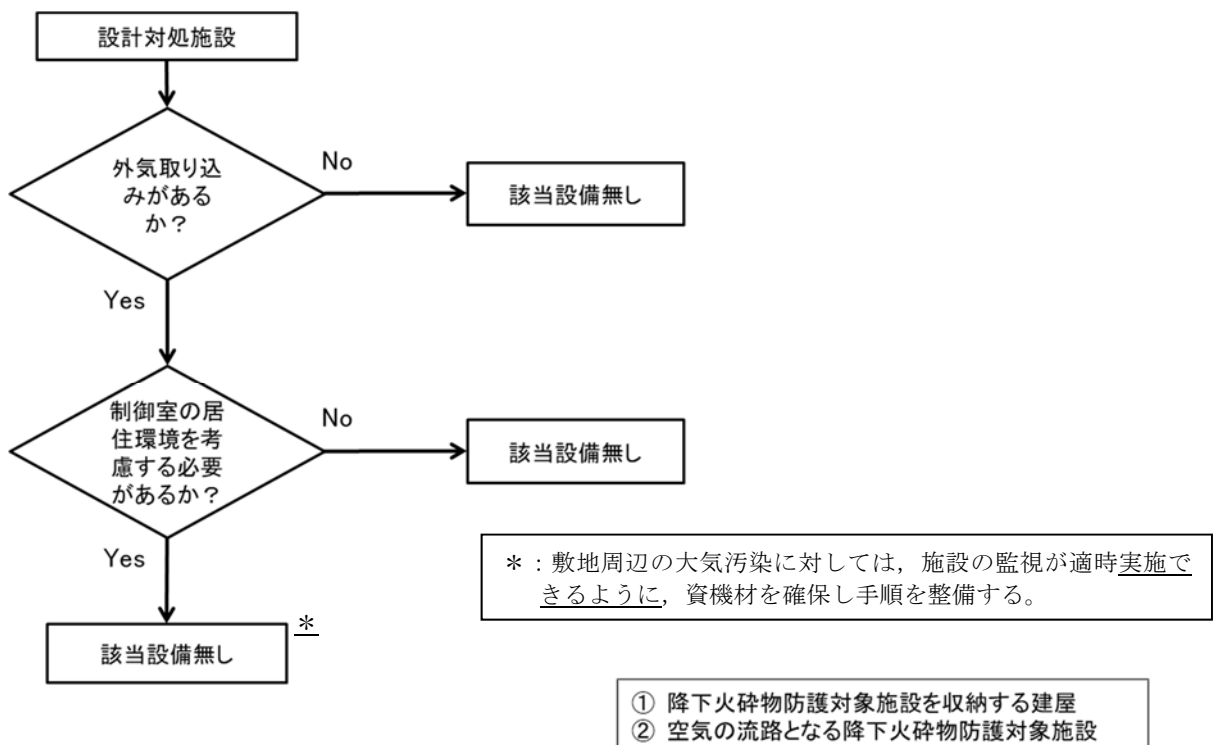 設計対処施設
外気取り込
みがある
か？
No
該当設備無し
Yes
制御室の居
住環境を考
慮する必要
があるか？
No
該当設備無し
Yes
＊：敷地周辺の大気汚染に対しては，施設の監視が適時実施で
きるように，資機材を確保し手順を整備する。
＊
該当設備無し
① 降下火砕物防護対象施設を収納する建屋
② 空気の流路となる降下火砕物防護対象施設